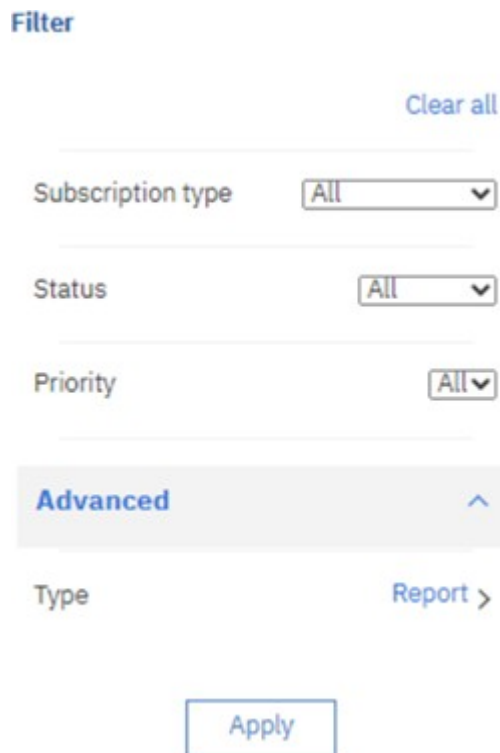 Filter
Clear all
Subscription type All
Status All
Priority All
Advanced
Type Report
Apply